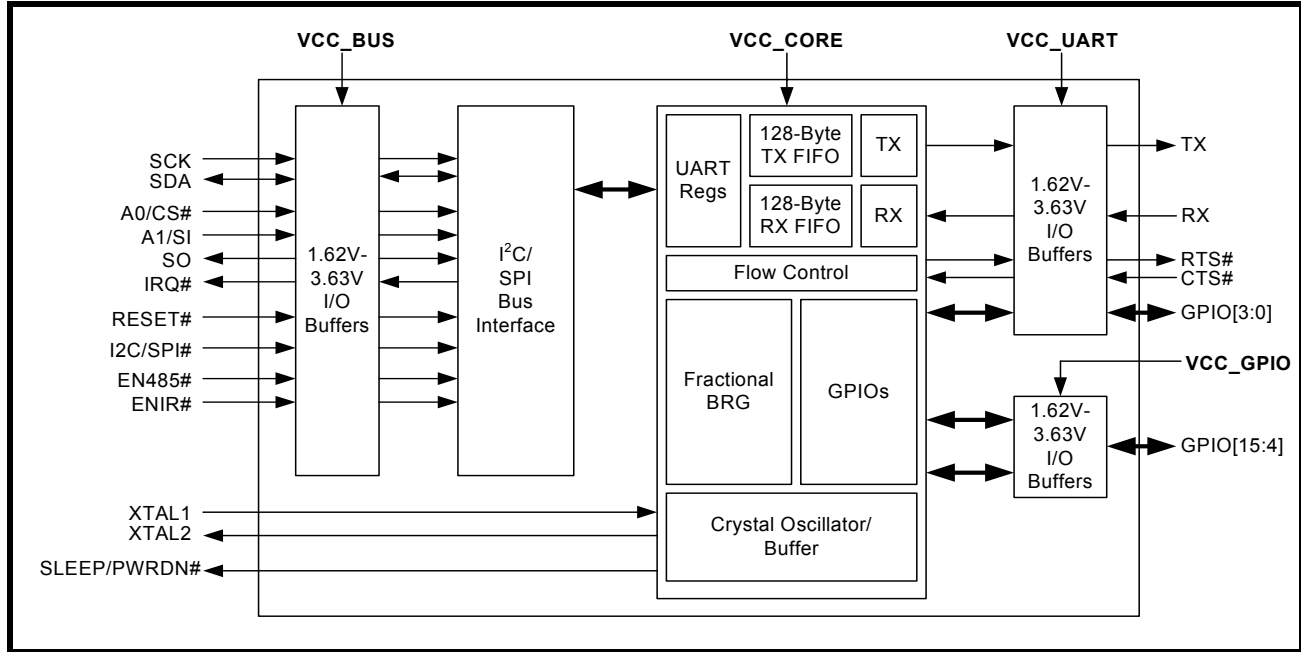 VCC_BUS
VCC_CORE
VCC_UART
SCK
SDA
A0/CS#
A1/SI
SO
IRQ#
RESET#
I2C/SPI#
EN485#
ENIR#
XTAL1
XTAL2
SLEEP/PWRDN#
1.62V-
3.63V
I/O
Buffers
I²C/
SPI
Bus
Interface
UART
Regs
128-Byte
TX FIFO
TX
128-Byte
RX FIFO
RX
Flow Control
Fractional
BRG
GPIOs
Crystal Oscillator/
Buffer
1.62V-
3.63V
I/O
Buffers
TX
RX
RTS#
CTS#
GPIO[3:0]
VCC_GPIO
1.62V-
3.63V
I/O
Buffers
GPIO[15:4]